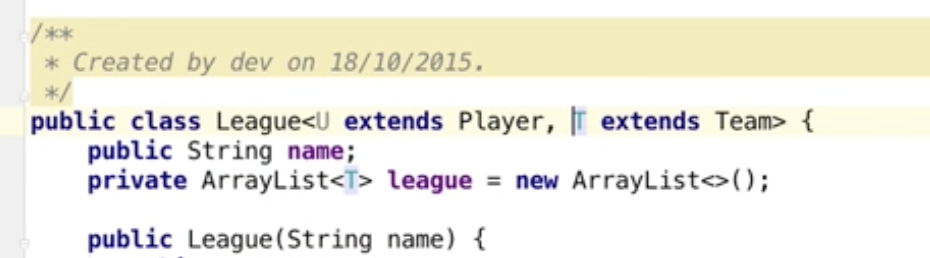 /**
 * Created by dev on 18/10/2015.
 */
public class League<U extends Player, T extends Team> {
    public String name;
    private ArrayList<T> league = new ArrayList<>();
    public League(String name) {